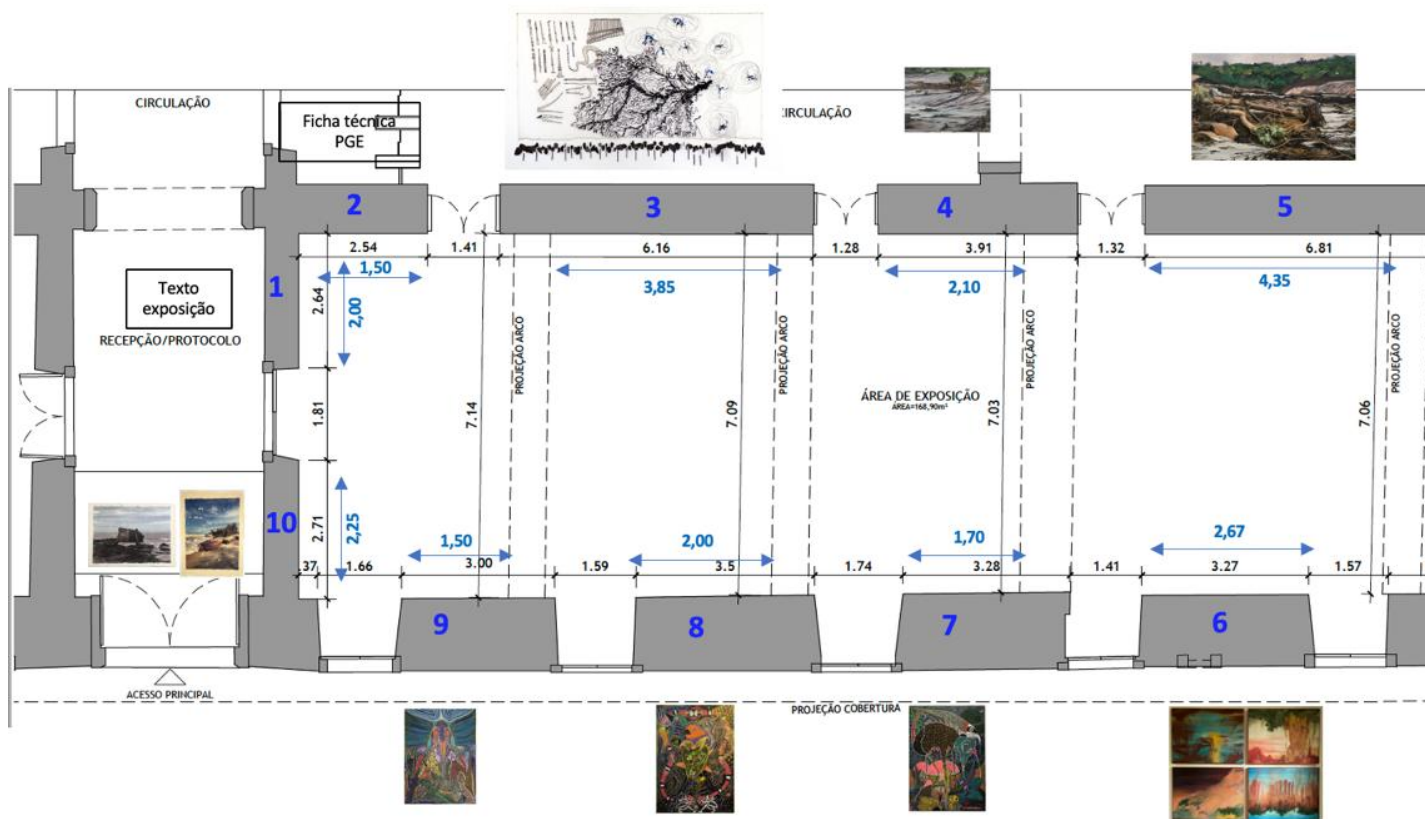 CIRCULAÇÃO
Ficha técnica
PGE
CIRCULAÇÃO
2
3
4
5
2.54
1.41
6.16
1.28
3.91
1.32
6.81
1,50
3,85
2,10
4,35
1
2.64
2,00
Texto
exposição
RECEPÇÃO/PROTOCOLO
PROJEÇÃO ARCO
PROJEÇÃO ARCO
PROJEÇÃO ARCO
PROJEÇÃO ARCO
1.81
7.14
7.09
ÁREA DE EXPOSIÇÃO
ÁREA=168,90m²
7.03
7.06
10
2.71
2,25
1,50
2,00
1,70
2,67
.37
1.66
3.00
1.59
3.5
1.74
3.28
1.41
3.27
1.57
9
8
7
6
ACESSO PRINCIPAL
PROJEÇÃO COBERTURA